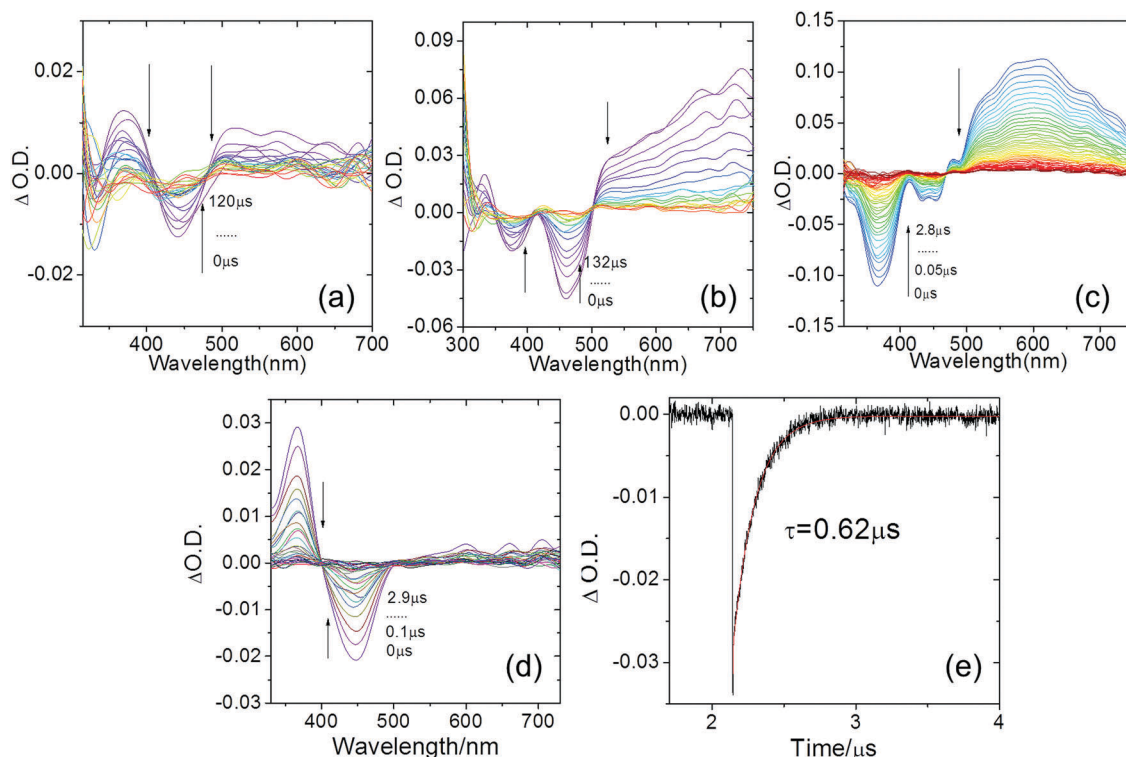 0.02
0.00
-0.02
Δ O.D.
400 500 600 700
Wavelength(nm)
120μs
......
0μs
(a)
0.09
0.06
0.03
0.00
-0.03
-0.06
Δ O.D.
300 400 500 600 700
Wavelength(nm)
132μs
......
0μs
(b)
0.15
0.10
0.05
0.00
-0.05
-0.10
-0.15
Δ O.D.
400 500 600 700
Wavelength(nm)
2.8μs
......
0.05μs
0μs
(c)
0.03
0.02
0.01
0.00
-0.01
-0.02
-0.03
ΔO.D.
400 500 600 700
Wavelength/nm
2.9μs
......
0.1μs
0μs
(d)
0.00
-0.01
-0.02
-0.03
Δ O.D.
2 3 4
Time/μs
τ=0.62μs
(e)